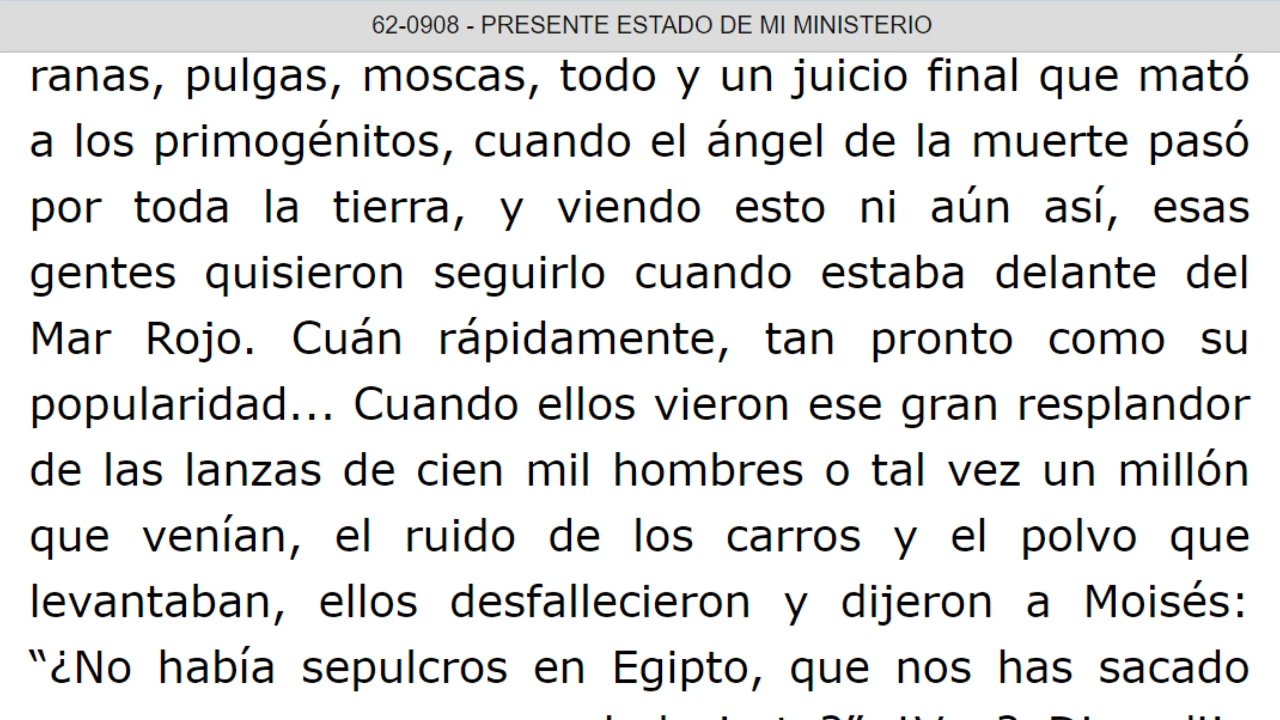 62-0908 - PRESENTE ESTADO DE MI MINISTERIO
ranas, pulgas, moscas, todo y un juicio final que mató
a los primogénitos, cuando el ángel de la muerte pasó
por toda la tierra, y viendo esto ni aún así, esas
gentes quisieron seguirlo cuando estaba delante del
Mar Rojo. Cuán rápidamente, tan pronto como su
popularidad... Cuando ellos vieron ese gran resplandor
de las lanzas de cien mil hombres o tal vez un millón
que venían, el ruido de los carros y el polvo que
levantaban, ellos desfallecieron y dijeron a Moisés:
“¿No había sepulcros en Egipto, que nos has sacado